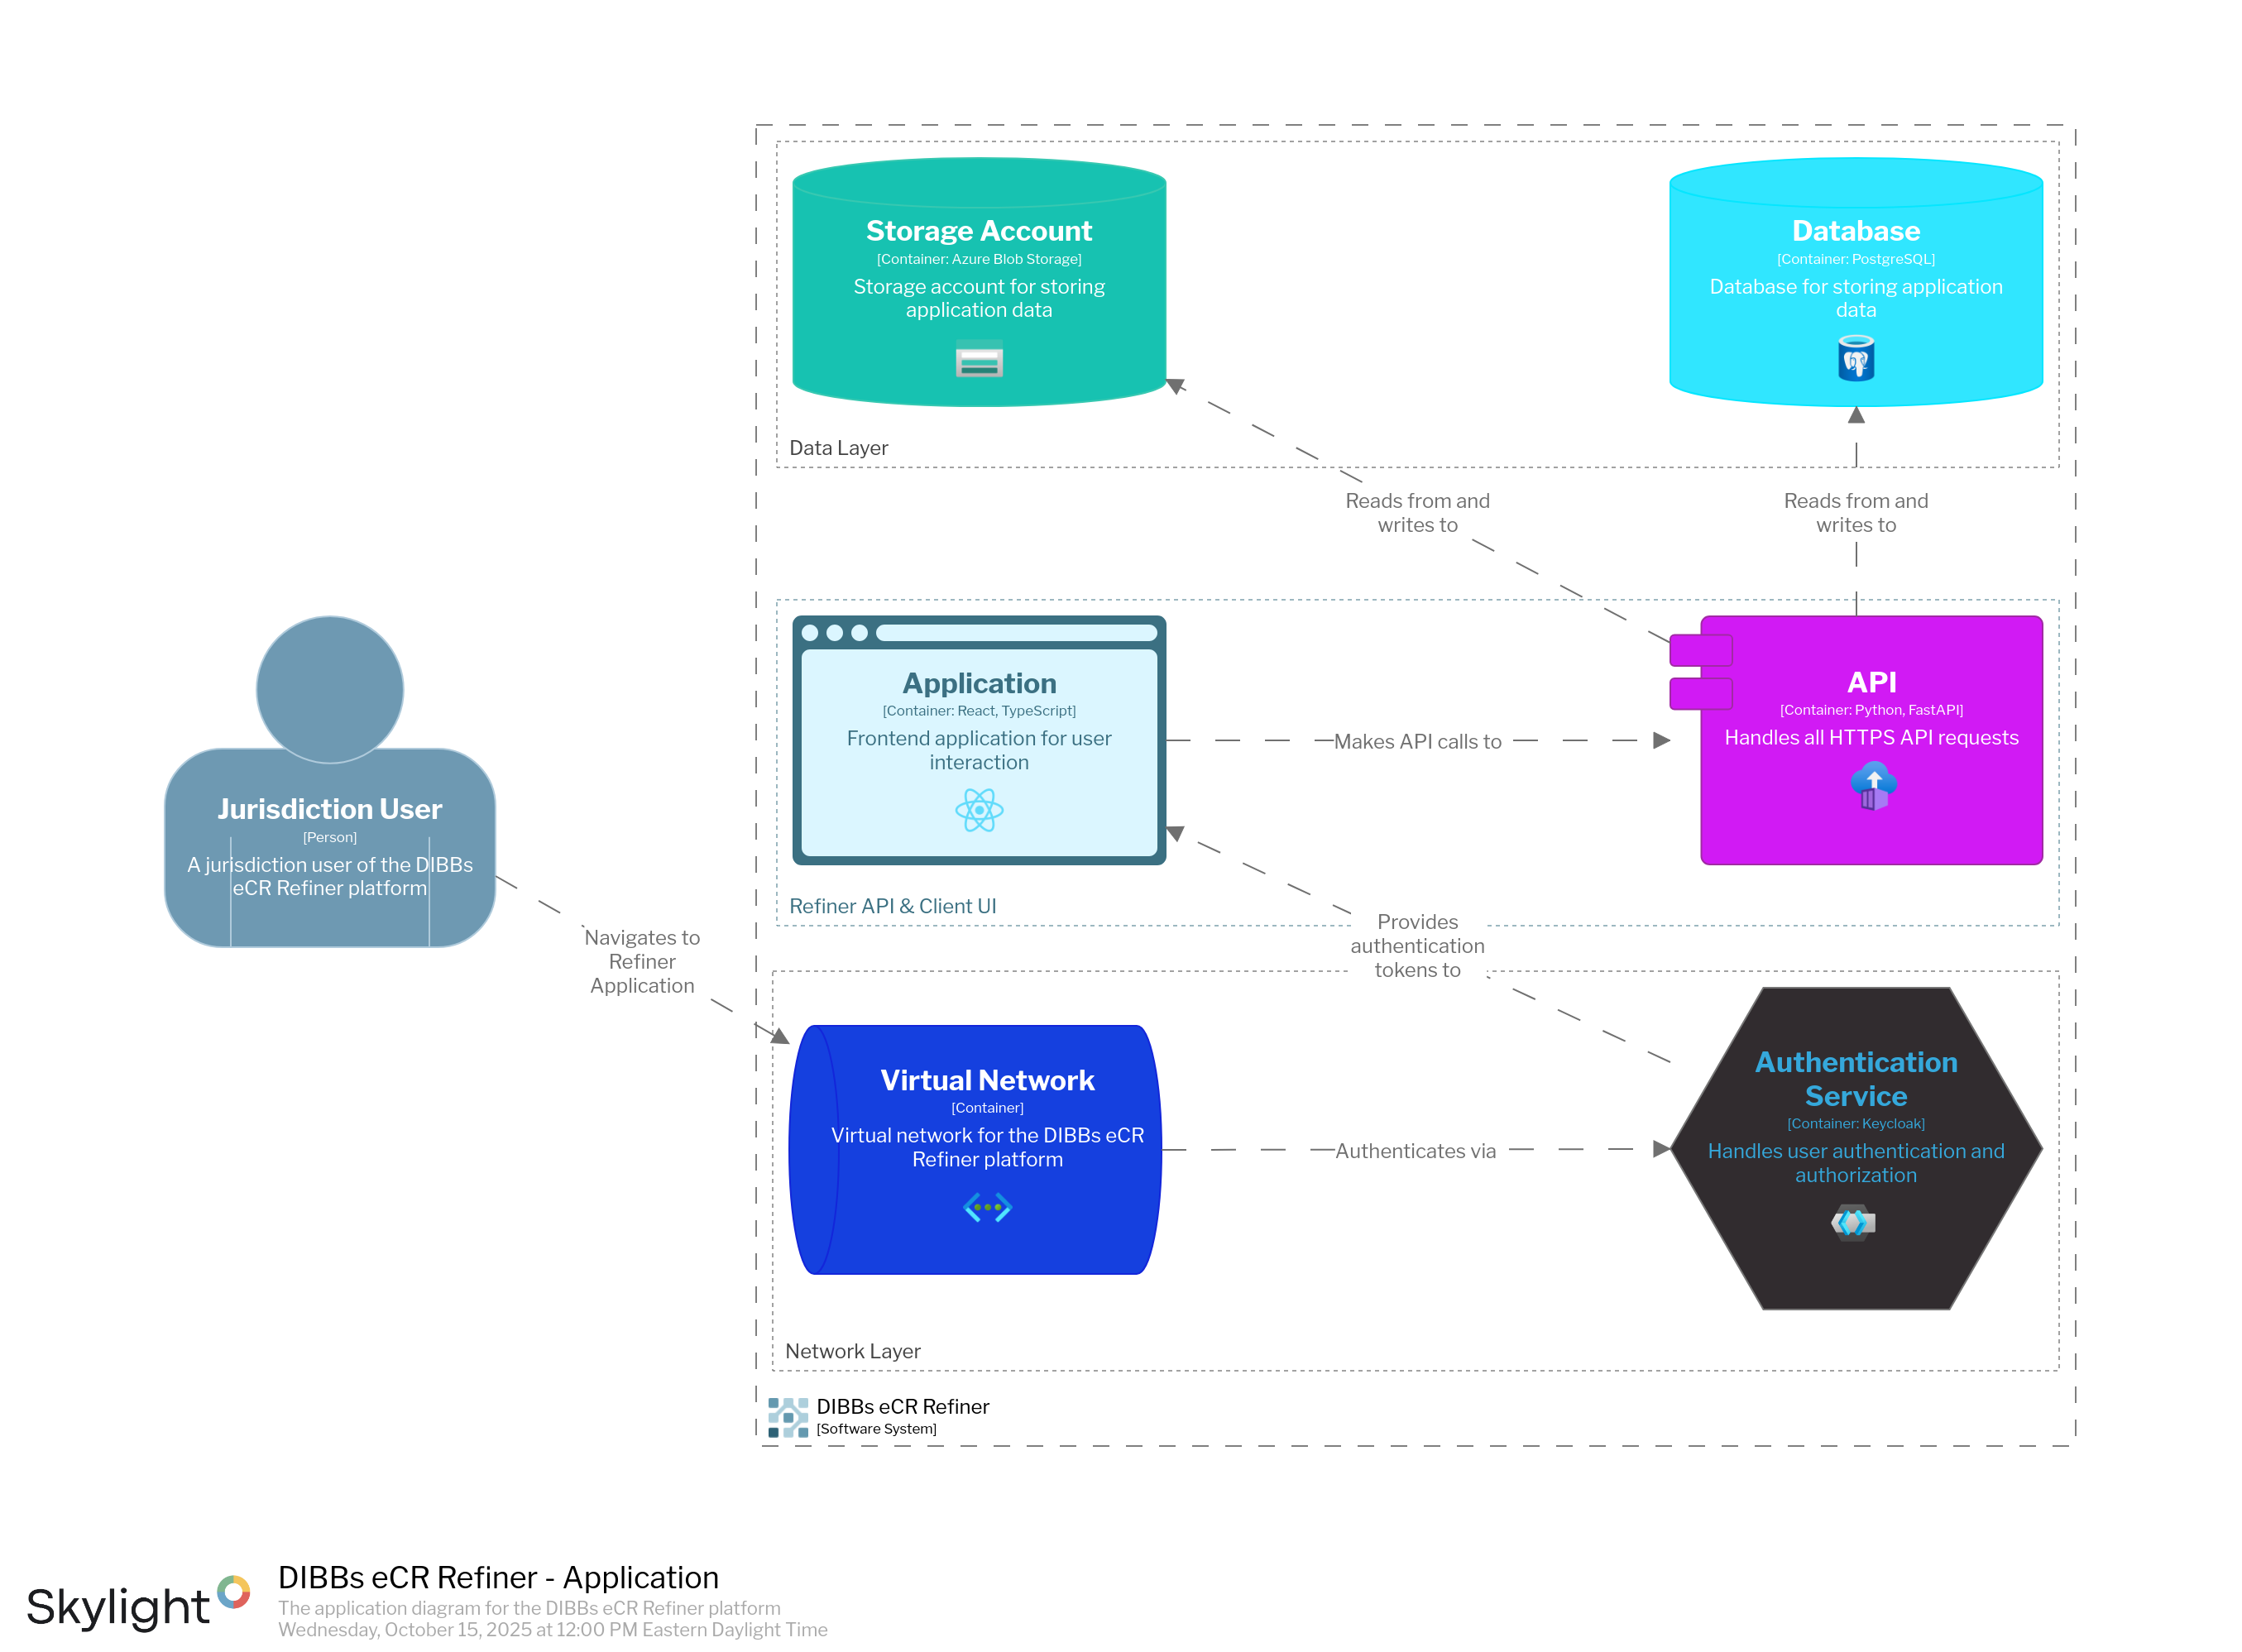 Storage Account
[Container: Azure Blob Storage]
Storage account for storing
application data
Database
[Container: PostgreSQL]
Database for storing application
data
Data Layer
Reads from and
writes to
Reads from and
writes to
Application
[Container: React, TypeScript]
Frontend application for user
interaction
Makes API calls to
API
[Container: Python, FastAPI]
Handles all HTTPS API requests
Refiner API & Client UI
Jurisdiction User
[Person]
A jurisdiction user of the DIBBs
eCR Refiner platform
Navigates to
Refiner
Application
Provides
authentication
tokens to
Virtual Network
[Container]
Virtual network for the DIBBs eCR
Refiner platform
Authenticates via
Authentication
Service
[Container: Keycloak]
Handles user authentication and
authorization
Network Layer
DIBBs eCR Refiner
[Software System]
Skylight
DIBBs eCR Refiner - Application
The application diagram for the DIBBs eCR Refiner platform
Wednesday, October 15, 2025 at 12:00 PM Eastern Daylight Time